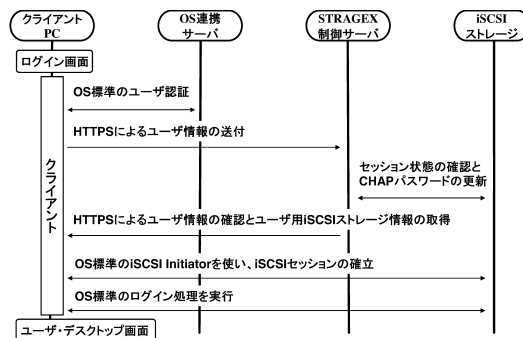 クライアント
PC
OS連携
サーバ
STRAGEX
制御サーバ
iSCSI
ストレージ
ログイン画面
OS標準のユーザ認証
HTTPSによるユーザ情報の送付
クライアント
セッション状態の確認と
CHAPパスワードの更新
HTTPSによるユーザ情報の確認とユーザ用iSCSIストレージ情報の取得
OS標準のiSCSI Initiatorを使い、iSCSIセッションの確立
OS標準のログイン処理を実行
ユーザ・デスクトップ画面